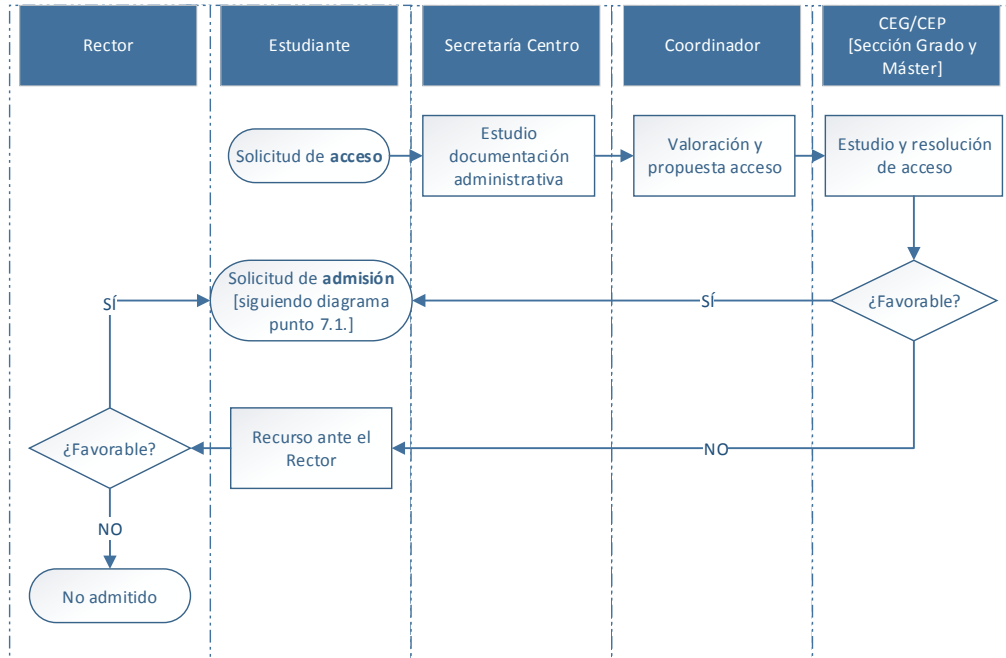 Rector
Estudiante
Secretaría Centro
Coordinador
CEG/CEP
[Sección Grado y
Máster]
Solicitud de acceso
Estudio
documentación
administrativa
Valoración y
propuesta acceso
Estudio y resolución
de acceso
Solicitud de admisión
[siguiendo diagrama
punto 7.1.]
SÍ
SÍ
¿Favorable?
¿Favorable?
Recurso ante el
Rector
NO
NO
No admitido